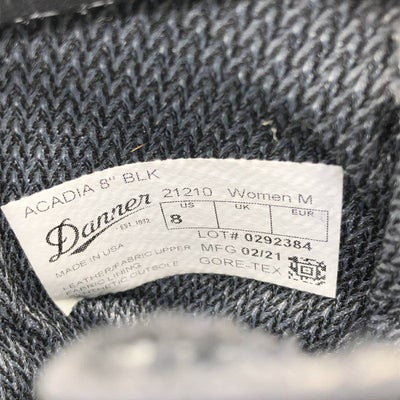 ACADIA 8" BLK 21210 Women M
Danner
EST. 1932
US UK EUR
8
LOT# 0292384
MADE IN USA MFG 02/21
LEATHER/FABRIC UPPER GORE-TEX
FABRIC LINING
OUTSOLE